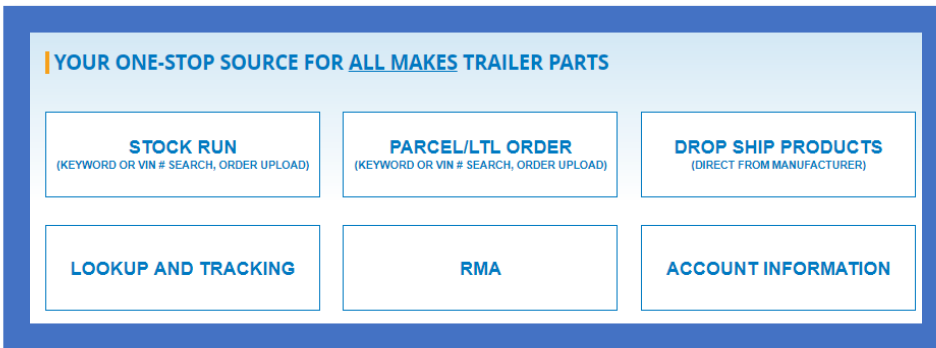 YOUR ONE-STOP SOURCE FOR ALL MAKES TRAILER PARTS
STOCK RUN
(KEYWORD OR VIN # SEARCH, ORDER UPLOAD)
PARCEL/LTL ORDER
(KEYWORD OR VIN # SEARCH, ORDER UPLOAD)
DROP SHIP PRODUCTS
(DIRECT FROM MANUFACTURER)
LOOKUP AND TRACKING
RMA
ACCOUNT INFORMATION